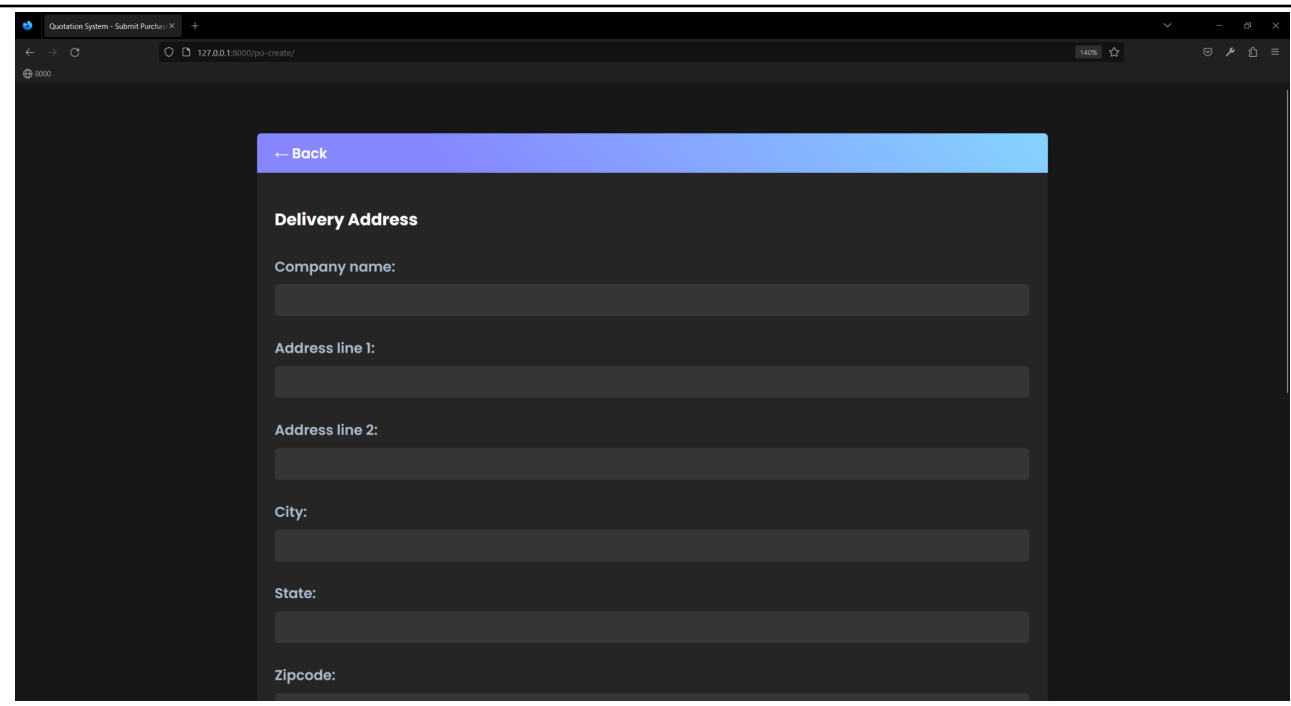 Quotation System - Submit Purchas
127.0.0.1:8000/po-create/
140%
8000
← Back
Delivery Address
Company name:
Address line 1:
Address line 2:
City:
State:
Zipcode: